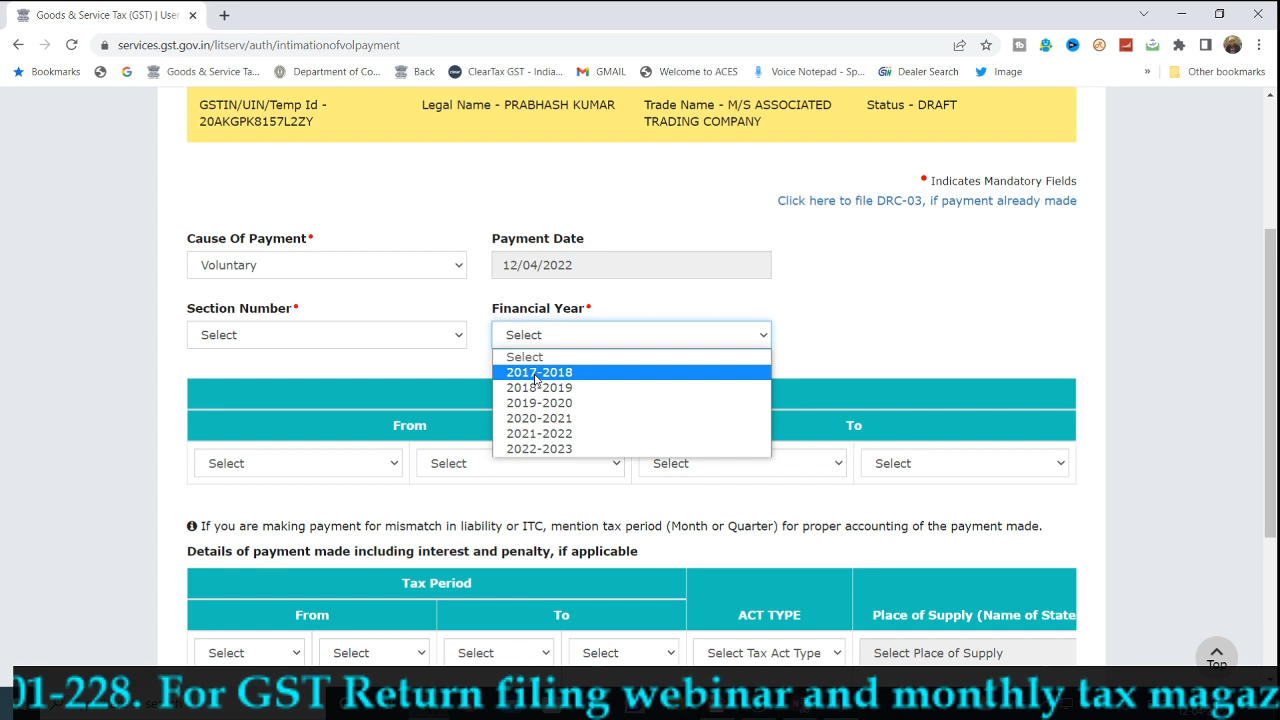 Goods & Service Tax (GST) | User
services.gst.gov.in/litserv/auth/intimationofvolpayment
Bookmarks Goods & Service Ta... Department of Co... Back ClearTax GST - India... GMAIL Welcome to ACES Voice Notepad - Sp... Dealer Search Image » Other bookmarks
GSTIN/UIN/Temp Id - Legal Name - PRABHASH KUMAR Trade Name - M/S ASSOCIATED Status - DRAFT
20AKGPK8157L2ZY TRADING COMPANY
• Indicates Mandatory Fields
Click here to file DRC-03, if payment already made
Cause Of Payment• Payment Date
Voluntary 12/04/2022
Section Number• Financial Year•
Select Select
Select
2017-2018
2018-2019
2019-2020
2020-2021
2021-2022
2022-2023
From To
Select Select Select Select
If you are making payment for mismatch in liability or ITC, mention tax period (Month or Quarter) for proper accounting of the payment made.
Details of payment made including interest and penalty, if applicable
Tax Period
From To ACT TYPE Place of Supply (Name of State
Select Select Select Select Select Tax Act Type Select Place of Supply
Top
01-228. For GST Return filing webinar and monthly tax magaz